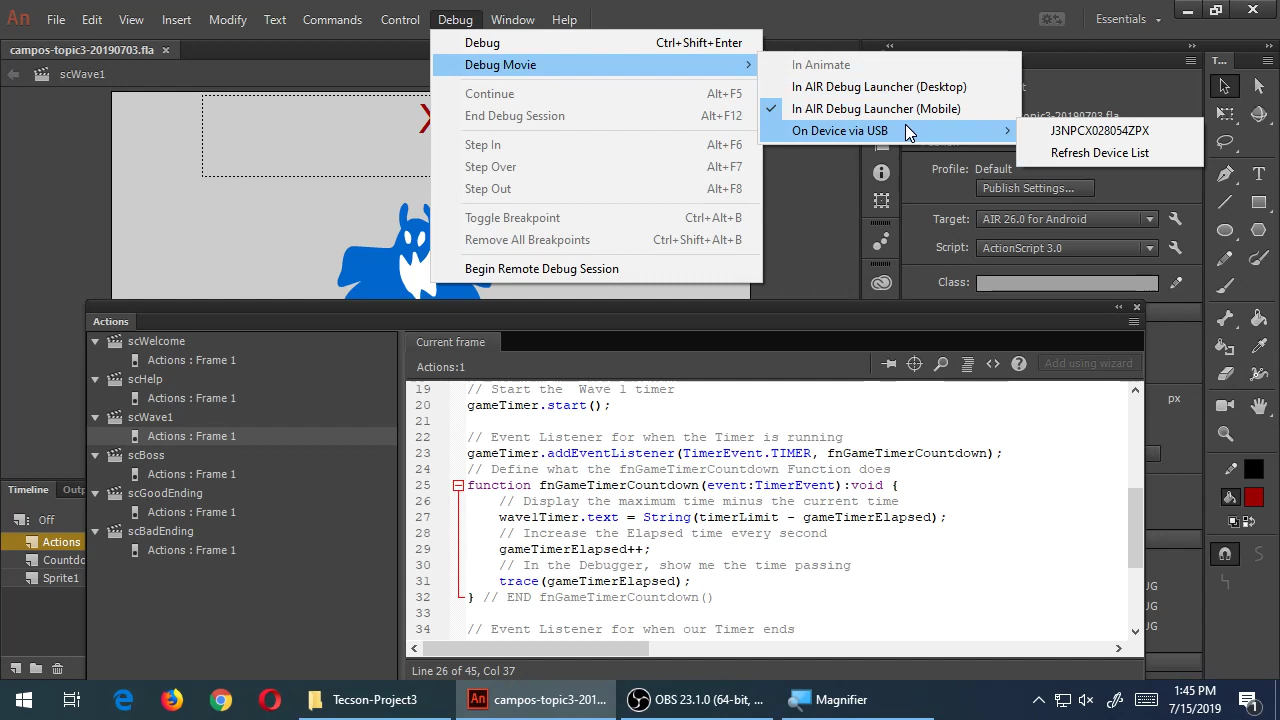 An File Edit View Insert Modify Text Commands Control Debug Window Help Essentials
campos-topic3-20190703.fla ×
scWave1
X
Debug Ctrl+Shift+Enter
Debug Movie
Continue Alt+F5
End Debug Session Alt+F12
Step In Alt+F6
Step Over Alt+F7
Step Out Alt+F8
Toggle Breakpoint Ctrl+Alt+B
Remove All Breakpoints Ctrl+Shift+Alt+B
Begin Remote Debug Session
In Animate
In AIR Debug Launcher (Desktop)
In AIR Debug Launcher (Mobile)
On Device via USB
J3NPCX028054ZPX
Refresh Device List
T...
Profile: Default
Publish Settings...
Target: AIR 26.0 for Android
Script: ActionScript 3.0
Class:
px
Actions
scWelcome
Actions : Frame 1
scHelp
Actions : Frame 1
scWave1
Actions : Frame 1
scBoss
Actions : Frame 1
scGoodEnding
Actions : Frame 1
scBadEnding
Actions : Frame 1
Timeline Outp
Off
Actions
Countdo
Sprite1
Current frame
Actions:1
Add using wizard
19 // Start the  Wave 1 timer
20 gameTimer.start();
21
22 // Event Listener for when the Timer is running
23 gameTimer.addEventListener(TimerEvent.TIMER, fnGameTimerCountdown);
24 // Define what the fnGameTimerCountdown Function does
25 function fnGameTimerCountdown(event:TimerEvent):void {
26 // Display the maximum time minus the current time
27 wave1Timer.text = String(timerLimit - gameTimerElapsed);
28 // Increase the Elapsed time every second
29 gameTimerElapsed++;
30 // In the Debugger, show me the time passing
31 trace(gameTimerElapsed);
32 } // END fnGameTimerCountdown()
33
34 // Event Listener for when our Timer ends
Line 26 of 45, Col 37
Tecson-Project3
An campos-topic3-201...
OBS 23.1.0 (64-bit, ...
Magnifier
1:45 PM
7/15/2019
1